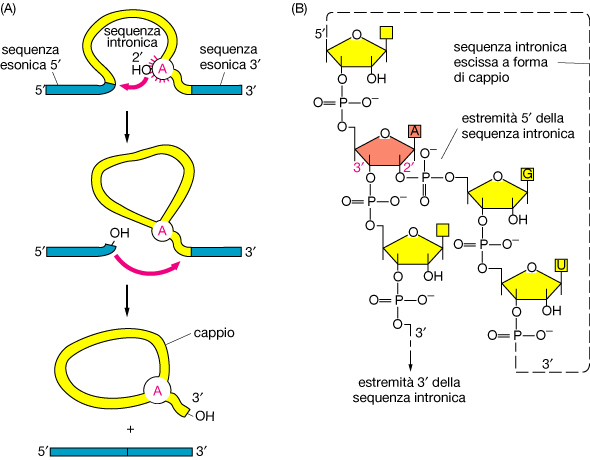 (A)
sequenza
esonica 5′
sequenza
intronica
2′
HO
A
sequenza
esonica 3′
5′
3′
OH
A
5′
3′
cappio
A
3′
OH
+
5′
3′
(B)
5′
O
OH
O
O=P—O⁻
O
O
A
3′
2′
O
O
O⁻
O=P—O⁻
O—P—O
O
O
O
G
OH
O
O=P—O⁻
O
O
U
OH
O
O=P—O⁻
O
3′
O
OH
O
O=P—O⁻
O
3′
sequenza intronica
escissa a forma
di cappio
estremità 5′ della
sequenza intronica
estremità 3′ della
sequenza intronica